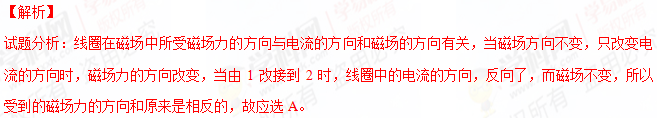 【解析】
试题分析：线圈在磁场中所受磁场力的方向与电流的方向和磁场的方向有关，当磁场方向不变，只改变电
流的方向时，磁场力的方向改变，当由 1 改接到 2 时，线圈中的电流的方向，反向了，而磁场不变，所以
受到的磁场力的方向和原来是相反的，故应选 A。